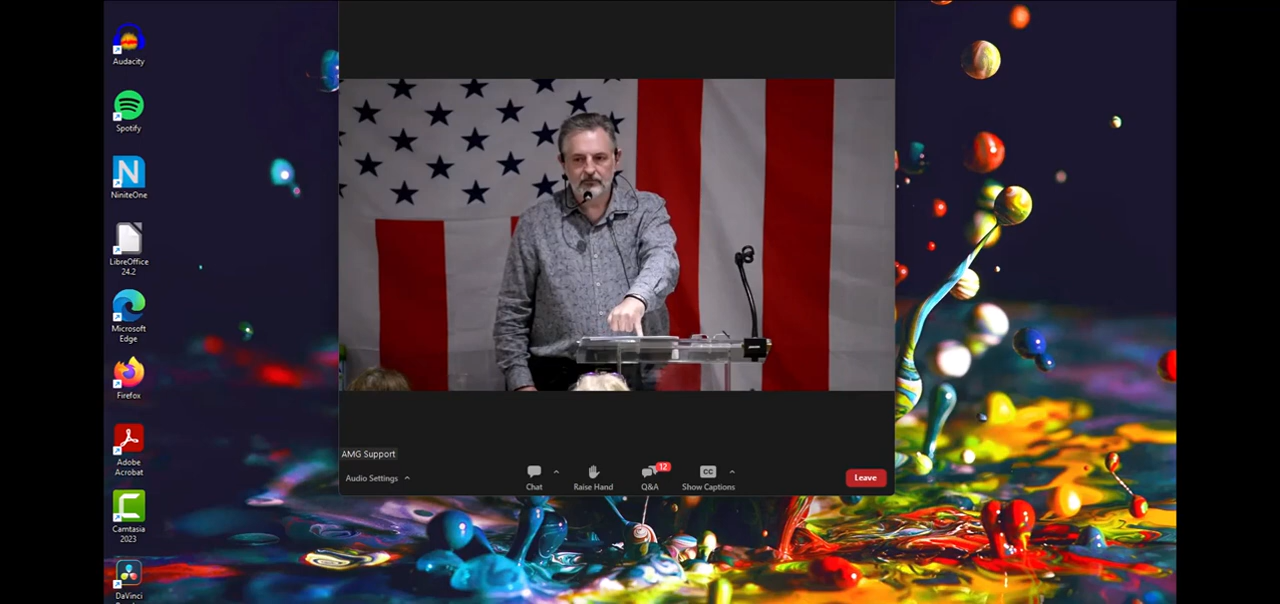 Audacity
Spotify
N
NiniteOne
LibreOffice
24.2
Microsoft
Edge
Firefox
Adobe
Acrobat
C
Camtasia
2023
DaVinci
AMG Support
Audio Settings
Chat
Raise Hand
12
Q&A
CC
Show Captions
Leave